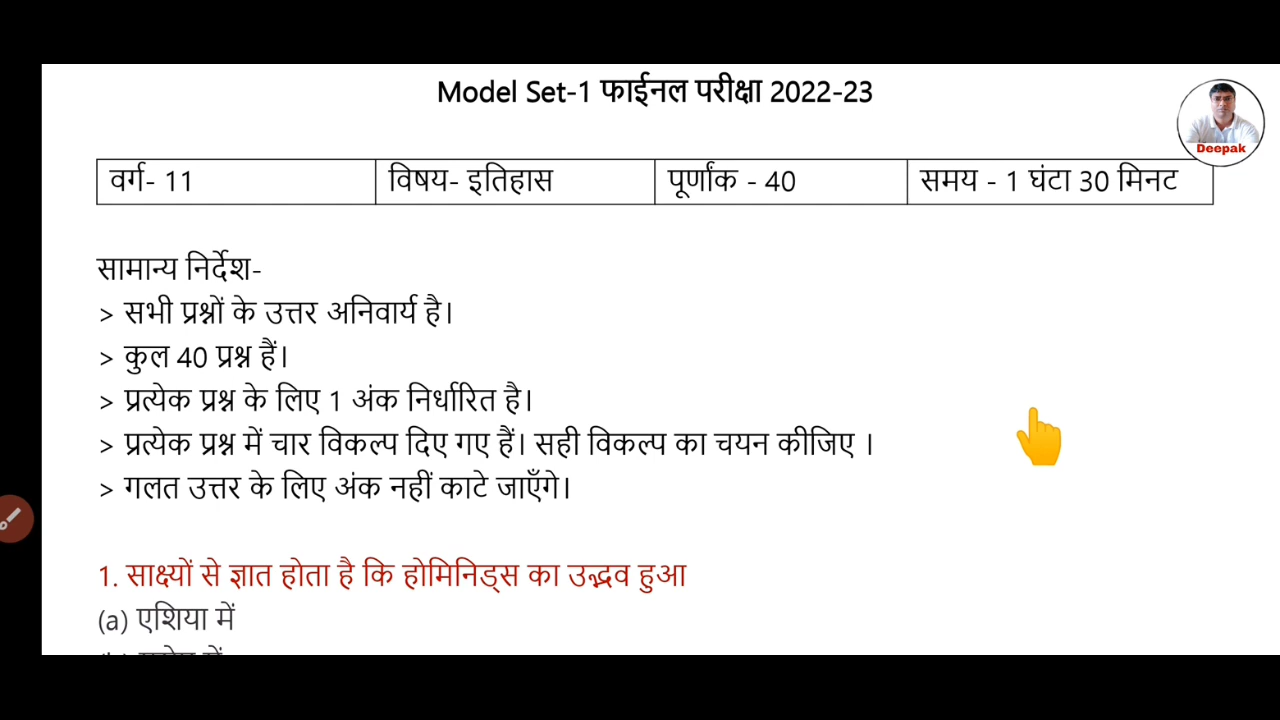 Model Set-1 फाईनल परीक्षा 2022-23
Deepak
वर्ग- 11 विषय- इतिहास पूर्णांक - 40 समय - 1 घंटा 30 मिनट
सामान्य निर्देश-
> सभी प्रश्नों के उत्तर अनिवार्य है।
> कुल 40 प्रश्न हैं।
> प्रत्येक प्रश्न के लिए 1 अंक निर्धारित है।
> प्रत्येक प्रश्न में चार विकल्प दिए गए हैं। सही विकल्प का चयन कीजिए ।
> गलत उत्तर के लिए अंक नहीं काटे जाएँगे।
1. साक्ष्यों से ज्ञात होता है कि होमिनिड्स का उद्भव हुआ
(a) एशिया में